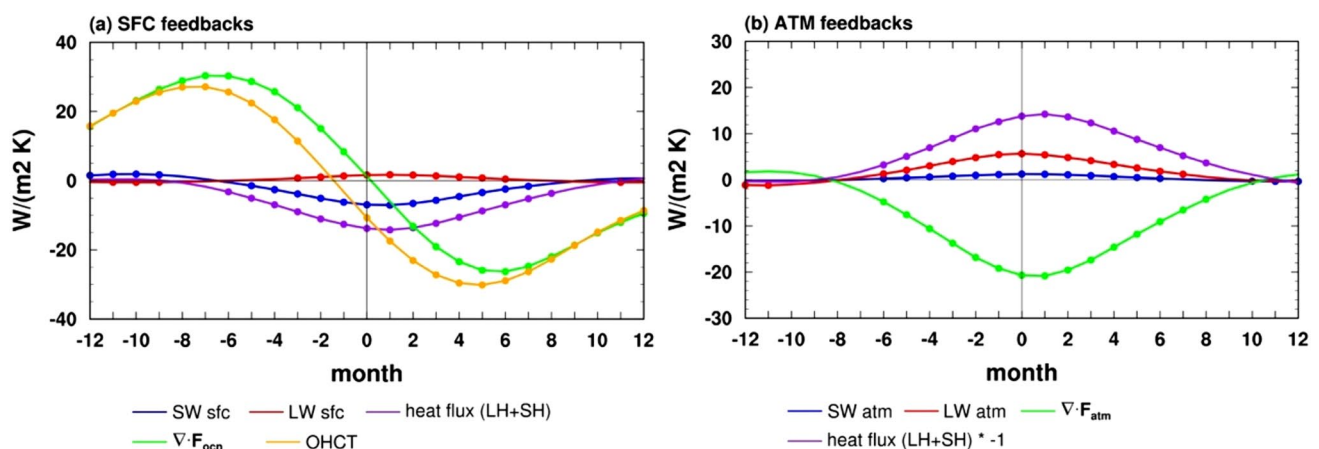 (a) SFC feedbacks
40
20
0
-20
-40
W/(m2 K)
-12 -10 -8 -6 -4 -2 0 2 4 6 8 10 12
month
SW sfc LW sfc heat flux (LH+SH)
∇·Focn OHCT
(b) ATM feedbacks
30
20
10
0
-10
-20
-30
W/(m2 K)
-12 -10 -8 -6 -4 -2 0 2 4 6 8 10 12
month
SW atm LW atm ∇·Fatm
heat flux (LH+SH) * -1